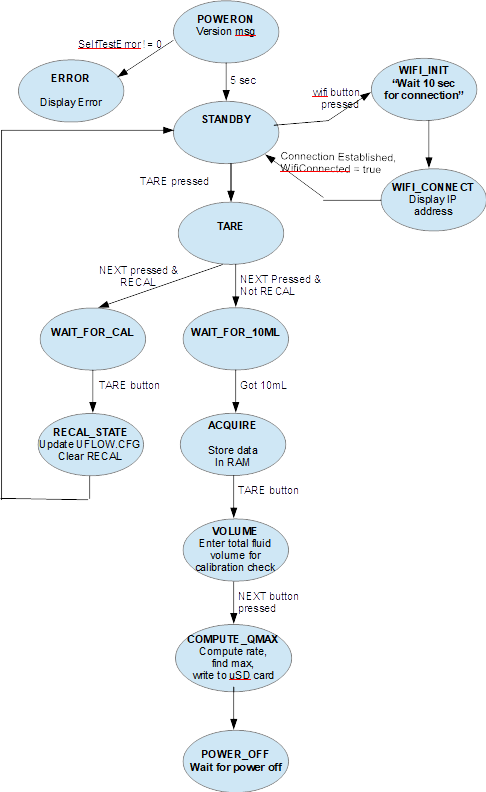 POWERON
Version msg
SelfTestError! = 0
ERROR
Display Error
5 sec
WIFI_INIT
“Wait 10 sec
for connection”
wifi button
pressed
STANDBY
Connection Established,
WifiConnected = true
WIFI_CONNECT
Display IP
address
TARE pressed
TARE
NEXT pressed &
RECAL
NEXT Pressed &
Not RECAL
WAIT_FOR_CAL
WAIT_FOR_10ML
TARE button
Got 10mL
RECAL_STATE
Update UFLOW.CFG
Clear RECAL
ACQUIRE
Store data
In RAM
TARE button
VOLUME
Enter total fluid
volume for
calibration check
NEXT button
pressed
COMPUTE_QMAX
Compute rate,
find max,
write to uSD card
POWER_OFF
Wait for power off